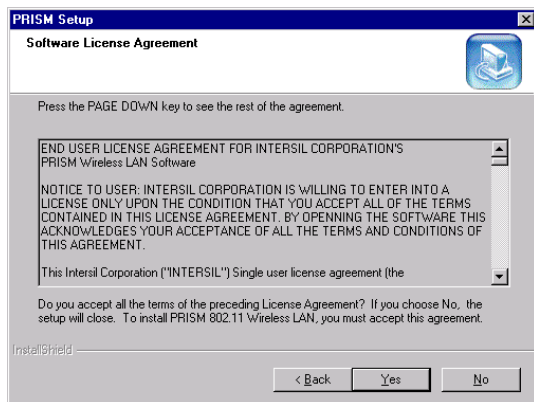 PRISM Setup
Software License Agreement
Press the PAGE DOWN key to see the rest of the agreement.
END USER LICENSE AGREEMENT FOR INTERSIL CORPORATION'S
PRISM Wireless LAN Software
NOTICE TO USER: INTERSIL CORPORATION IS WILLING TO ENTER INTO A
LICENSE ONLY UPON THE CONDITION THAT YOU ACCEPT ALL OF THE TERMS
CONTAINED IN THIS LICENSE AGREEMENT. BY OPENNING THE SOFTWARE THIS
ACKNOWLEDGES YOUR ACCEPTANCE OF ALL THE TERMS AND CONDITIONS OF
THIS AGREEMENT.
This Intersil Corporation ("INTERSIL") Single user license agreement (the
Do you accept all the terms of the preceding License Agreement? If you choose No, the
setup will close. To install PRISM 802.11 Wireless LAN, you must accept this agreement.
InstallShield
< Back
Yes
No